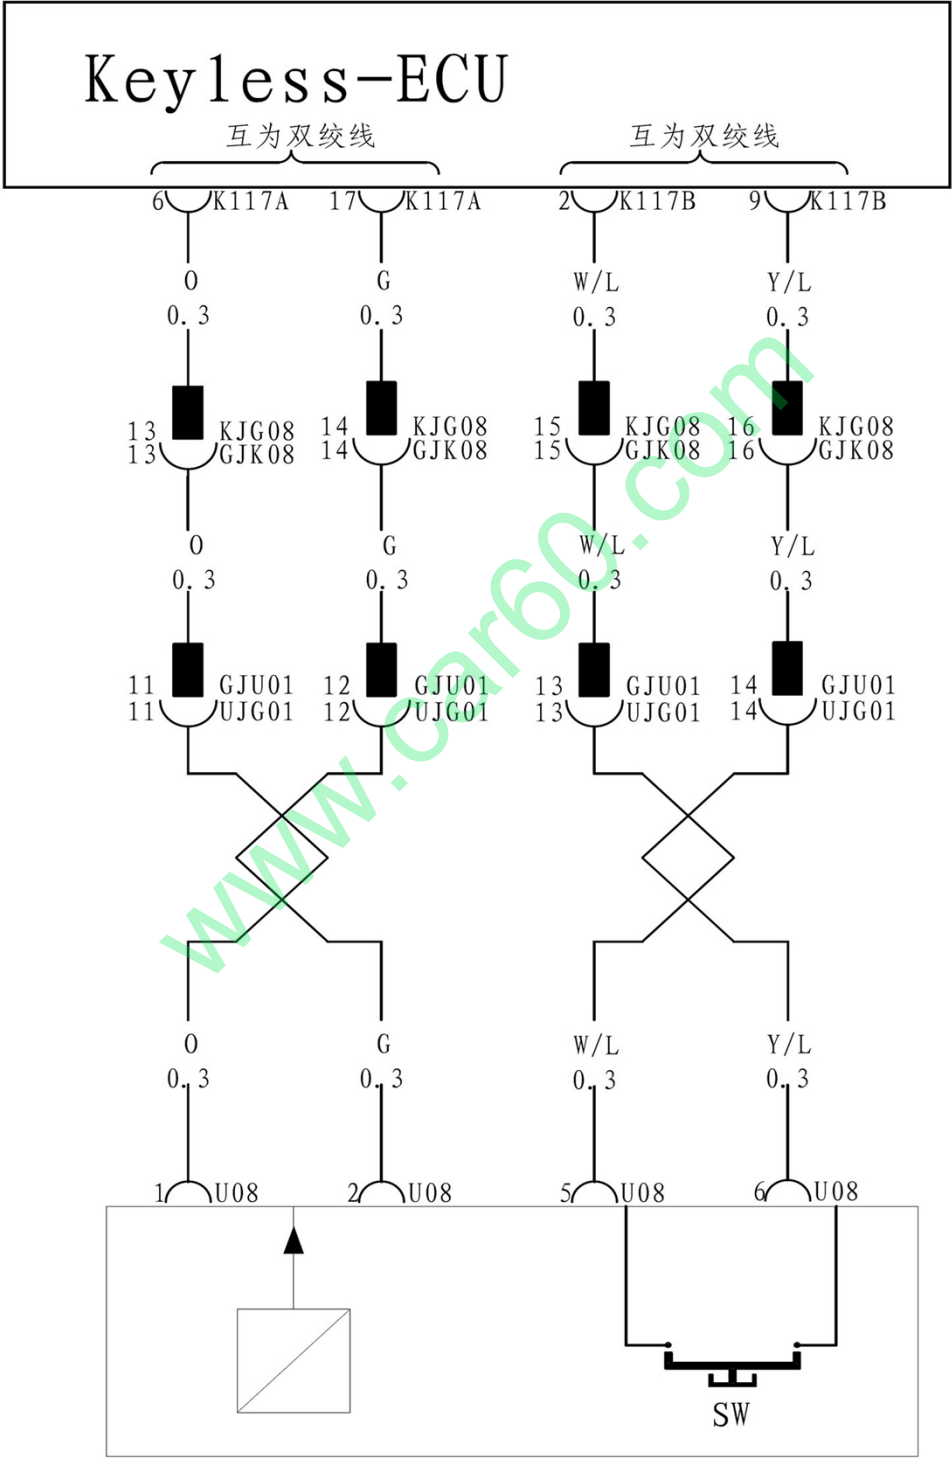 Keyless-ECU
互为双绞线 互为双绞线
6 K117A 17 K117A 2 K117B 9 K117B
O G W/L Y/L
0.3 0.3 0.3 0.3
13 KJG08 14 KJG08 15 KJG08 16 KJG08
13 GJK08 14 GJK08 15 GJK08 16 GJK08
O G W/L Y/L
0.3 0.3 0.3 0.3
11 GJU01 12 GJU01 13 GJU01 14 GJU01
11 UJG01 12 UJG01 13 UJG01 14 UJG01
www.car60.com
O G W/L Y/L
0.3 0.3 0.3 0.3
1 U08 2 U08 5 U08 6 U08
SW